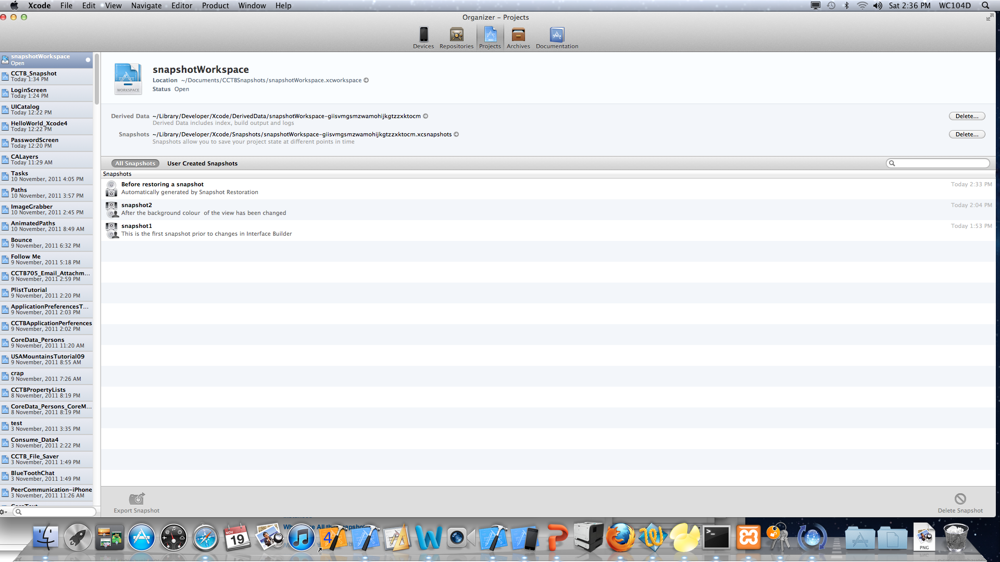 Xcode File Edit View Navigate Editor Product Window Help Sat 2:36 PM WC104D
Organizer – Projects
Devices Repositories Projects Archives Documentation
snapshotWorkspace
Open
CCTB_Snapshot
Today 1:34 PM
LoginScreen
Today 1:24 PM
UICatalog
Today 12:22 PM
HelloWorld_Xcode4
Today 12:22 PM
PasswordScreen
Today 12:20 PM
CALayers
Today 11:29 AM
Tasks
10 November, 2011 4:05 PM
Paths
10 November, 2011 3:57 PM
ImageGrabber
10 November, 2011 2:45 PM
AnimatedPaths
10 November, 2011 8:49 AM
Bounce
9 November, 2011 6:32 PM
Follow Me
9 November, 2011 5:18 PM
CCTB705_Email_Attachm...
9 November, 2011 2:59 PM
PlistTutorial
9 November, 2011 2:20 PM
ApplicationPreferencesT...
9 November, 2011 2:03 PM
CCTBApplicationPerferences
9 November, 2011 2:02 PM
CoreData_Persons
9 November, 2011 11:20 AM
USAMountainsTutorial09
9 November, 2011 8:55 AM
crap
9 November, 2011 7:26 AM
CCTBPropertyLists
8 November, 2011 8:19 PM
CoreData_Persons_CoreM...
8 November, 2011 8:19 PM
test
3 November, 2011 3:35 PM
Consume_Data4
3 November, 2011 2:22 PM
CCTB_File_Saver
3 November, 2011 1:49 PM
BlueToothChat
3 November, 2011 1:49 PM
PeerCommunication-iPhone
3 November, 2011 11:26 AM
WORKSPACE
snapshotWorkspace
Location ~/Documents/CCTBSnapshots/snapshotWorkspace.xcworkspace
Status Open
Derived Data ~/Library/Developer/Xcode/DerivedData/snapshotWorkspace-giisvmgsmzwamohijkgtzzxktocm Delete...
Derived Data includes index, build output and logs
Snapshots ~/Library/Developer/Xcode/Snapshots/snapshotWorkspace-giisvmgsmzwamohijkgtzzxktocm.xcsnapshots Delete...
Snapshots allow you to save your project state at different points in time
All Snapshots User Created Snapshots
Snapshots
Before restoring a snapshot Today 2:33 PM
Automatically generated by Snapshot Restoration
snapshot2 Today 2:04 PM
After the background colour of the view has been changed
snapshot1 Today 1:53 PM
This is the first snapshot prior to changes in Interface Builder
Export Snapshot Delete Snapshot
NOV
19
4
PNG